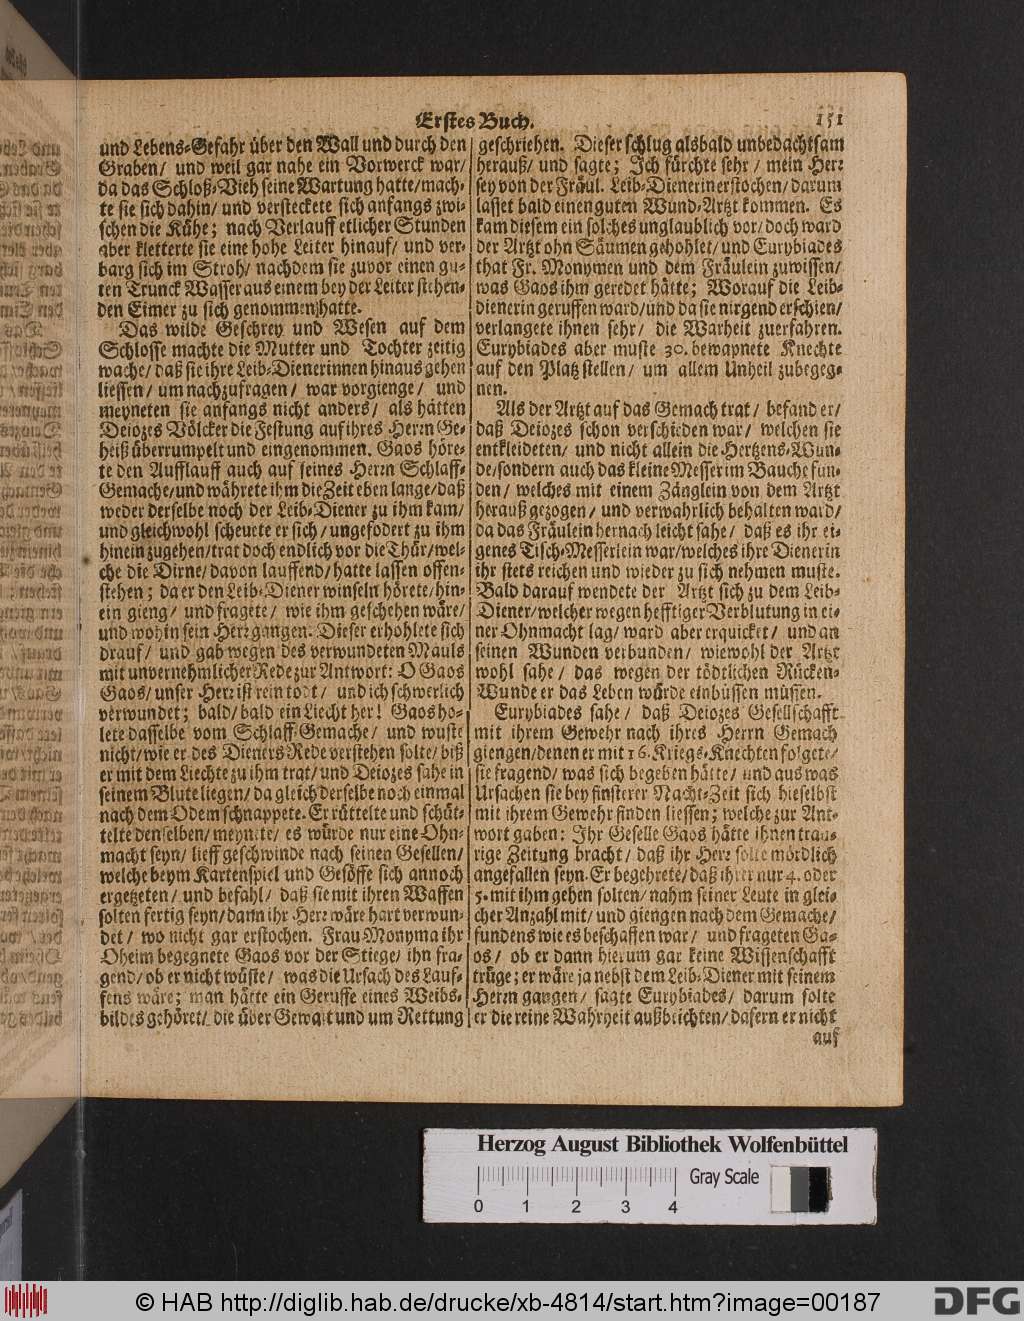 Erstes Buch. 151
und Lebens-Gefahr über den Wall und durch den
Graben/ und weil gar nahe ein Vorwerck war/
da das Schloß-Vieh seine Wartung hatte/ mach-
te sie sich dahin/ und versteckete sich anfangs zwi-
schen die Kühe; nach Verlauff etlicher Stunden
aber kletterte sie eine hohe Leiter hinauf/ und ver-
barg sich im Stroh/ nachdem sie zuvor einen gu-
ten Trunck Wasser aus einem bey der Leiter stehen-
den Eimer zu sich genommen hatte.
Das wilde Geschrey und Wesen auf dem
Schlosse machte die Mutter und Tochter zeitig
wache/ daß sie ihre Leib-Dienerinnen hinaus gehen
liessen/ um nachzufragen/ war vorgienge/ und
meyneten sie anfangs nicht anders/ als hätten
Deiozes Völcker die Festung auf ihres Herrn Ge-
heiß überrumpelt und eingenommen. Gaos höre-
te den Aufflauff auch auf seines Herrn Schlaff-
Gemache/ und währete ihm die Zeit eben lange/ daß
weder derselbe noch der Leib-Diener zu ihm kam/
und gleichwohl scheuete er sich/ ungefodert zu ihm
hinein zugehen/ trat doch endlich vor die Thür/ wel-
che die Dirne/ davon lauffend/ hatte lassen offen-
stehen; da er den Leib-Diener winseln hörete/ hin-
ein gieng/ und fragete/ wie ihm geschehen wäre/
und wohin sein Herr gangen. Dieser erhohlete sich
drauf/ und gab wegen des verwundeten Mauls
mit unvernehmlicher Rede zur Antwort: O Gaos
Gaos/ unser Herr ist rein todt/ und ich schwerlich
verwundet; bald/ bald ein Liecht her! Gaos ho-
lete dasselbe vom Schlaff-Gemache/ und wuste
nicht/ wie er des Dieners Rede verstehen solte/ biß
er mit dem Liechte zu ihm trat/ und Deiozes sahe in
seinem Blute liegen/ da gleich derselbe noch einmal
nach dem Odem schnappete. Er rüttelte und schüt-
telte denselben/ meynete/ es würde nur eine Ohn-
macht seyn/ lieff geschwinde nach seinen Gesellen/
welche beym Kartenspiel und Gesöffe sich annoch
ergetzeten/ und befahl/ daß sie mit ihren Waffen
solten fertig seyn/ dann ihr Herr wäre hart verwun-
det/ wo nicht gar erstochen. Frau Monyma ihr
Oheim begegnete Gaos vor der Stiege/ ihn fra-
gend/ ob er nicht wüste/ was die Ursach des Lauf-
fens wäre; man hätte ein Geruffe eines Weibs-
bildes gehöret/ die über Gewalt und um Rettung
geschriehen. Dieser schlug alsbald unbedachtsam
herauß/ und sagte; Ich fürchte sehr/ mein Herr
sey von der Fräul. Leib-Dienerin erstochen/ darum
lasset bald einen guten Wund-Artzt kommen. Es
kam diesem ein solches unglaublich vor/ doch ward
der Artzt ohn Säumen gehohlet/ und Eurybiades
that Fr. Monymen und dem Fräulein zuwissen/
was Gaos ihm geredet hätte; Worauf die Leib-
dienerin geruffen ward/ und da sie nirgend erschien/
verlangete ihnen sehr/ die Warheit zuerfahren.
Eurybiades aber muste 30. bewapnete Knechte
auf den Platz stellen/ um allem Unheil zubegeg-
nen.
Als der Artzt auf das Gemach trat/ befand er/
daß Deiozes schon verschieden war/ welchen sie
entkleideten/ und nicht allein die Hertzens-Wun-
de/ sondern auch das kleine Messer im Bauche fun-
den/ welches mit einem Zänglein von dem Artzt
herauß gezogen/ und verwahrlich behalten ward/
da das Fräulein hernach leicht sahe/ daß es ihr ei-
genes Tisch-Messerlein war/ welches ihre Dienerin
ihr stets reichen und wieder zu sich nehmen muste.
Bald darauf wendete der Artzt sich zu dem Leib-
Diener/ welcher wegen hefftiger Verblutung in ei-
ner Ohnmacht lag/ ward aber erquicket/ und an
seinen Wunden verbunden/ wiewohl der Artzt
wohl sahe/ das wegen der tödtlichen Rücken-
Wunde er das Leben würde einbüssen müssen.
Eurybiades sahe/ daß Deiozes Gesellschafft
mit ihrem Gewehr nach ihres Herrn Gemach
giengen/ denen er mit 16. Kriegs-Knechten folgete/
sie fragend/ was sich begeben hätte/ und aus was
Ursachen sie bey finsterer Nacht-Zeit sich hieselbst
mit ihrem Gewehr finden liessen; welche zur Ant-
wort gaben: Ihr Geselle Gaos hätte ihnen trau-
rige Zeitung bracht/ daß ihr Herr solle mördlich
angefallen seyn. Er begehrete/ daß ihrer nur 4. oder
5. mit ihm gehen solten/ nahm seiner Leute in glei-
cher Anzahl mit/ und giengen nach dem Gemache/
fundens wie es beschaffen war/ und frageten Ga-
os/ ob er dann hierum gar keine Wissenschafft
trüge; er wäre ja nebst dem Leib-Diener mit seinem
Herrn gangen/ sagte Eurybiades/ darum solte
er die reine Wahrheit außbeichten/ dafern er nicht
auf
Herzog August Bibliothek Wolfenbüttel
Gray Scale
0 1 2 3 4
© HAB http://diglib.hab.de/drucke/xb-4814/start.htm?image=00187
DFG